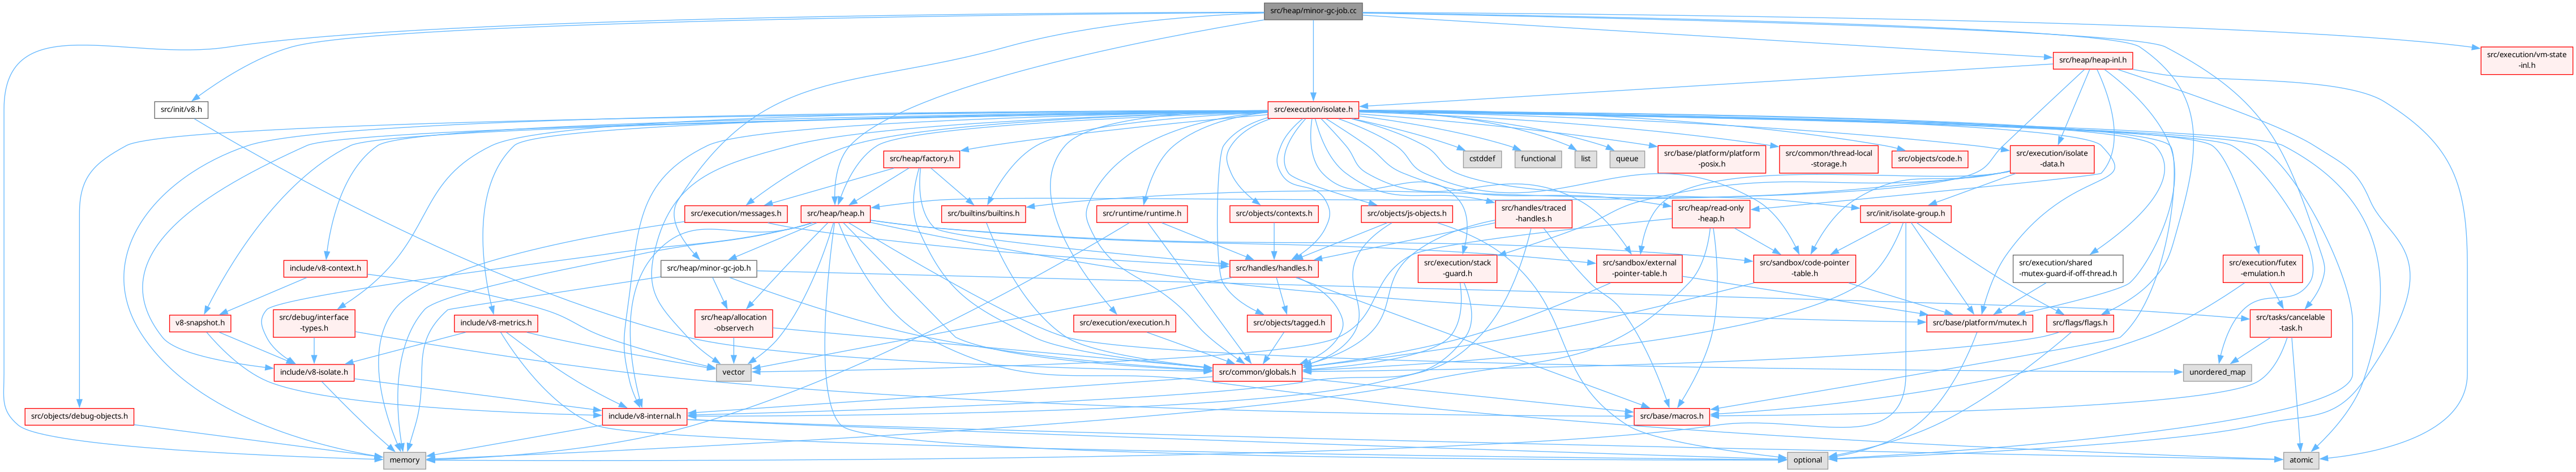 src/heap/minor-gc-job.cc
src/heap/heap-inl.h
src/execution/vm-state
-inl.h
src/init/v8.h
src/execution/isolate.h
src/heap/factory.h
cstddef
functional
list
queue
src/base/platform/platform
-posix.h
src/common/thread-local
-storage.h
src/objects/code.h
src/execution/isolate
-data.h
src/execution/messages.h
src/heap/heap.h
src/builtins/builtins.h
src/runtime/runtime.h
src/objects/contexts.h
src/objects/js-objects.h
src/handles/traced
-handles.h
src/heap/read-only
-heap.h
src/init/isolate-group.h
include/v8-context.h
src/heap/minor-gc-job.h
src/handles/handles.h
src/execution/stack
-guard.h
src/sandbox/external
-pointer-table.h
src/sandbox/code-pointer
-table.h
src/execution/shared
-mutex-guard-if-off-thread.h
src/execution/futex
-emulation.h
v8-snapshot.h
src/debug/interface
-types.h
include/v8-metrics.h
src/heap/allocation
-observer.h
src/execution/execution.h
src/objects/tagged.h
src/base/platform/mutex.h
src/flags/flags.h
src/tasks/cancelable
-task.h
include/v8-isolate.h
vector
src/common/globals.h
unordered_map
src/objects/debug-objects.h
include/v8-internal.h
src/base/macros.h
memory
optional
atomic